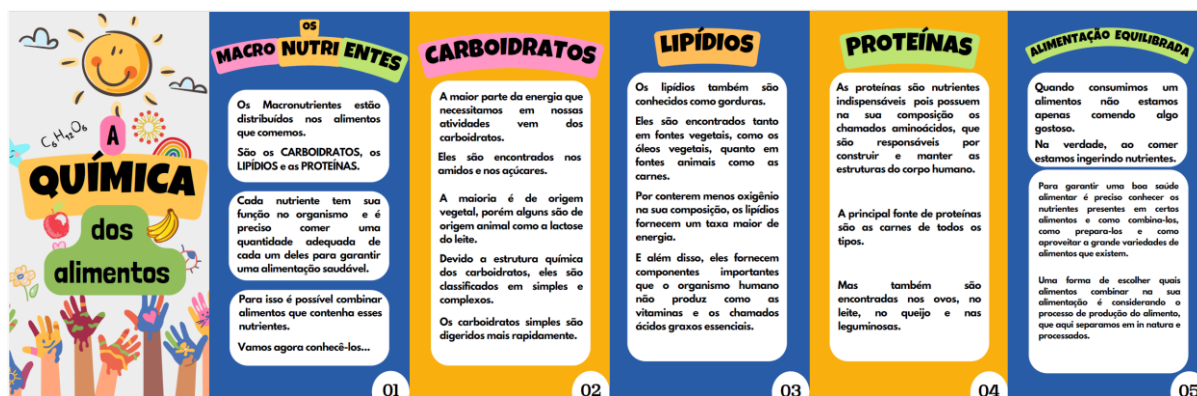 C6H12O6
A
QUÍMICA
dos
alimentos
OS
MACRO NUTRI ENTES
Os Macronutrientes estão
distribuídos nos alimentos
que comemos.
São os CARBOIDRATOS, os
LIPÍDIOS e as PROTEÍNAS.
Cada nutriente tem sua
função no organismo e é
preciso comer uma
quantidade adequada de
cada um deles para garantir
uma alimentação saudável.
Para isso é possível combinar
alimentos que contenha esses
nutrientes.
Vamos agora conhecê-los...
01
CARBOIDRATOS
A maior parte da energia que
necessitamos em nossas
atividades vem dos
carboidratos.
Eles são encontrados nos
amidos e nos açúcares.
A maioria é de origem
vegetal, porém alguns são de
origem animal como a lactose
do leite.
Devido a estrutura química
dos carboidratos, eles são
classificados em simples e
complexos.
Os carboidratos simples são
digeridos mais rapidamente.
02
LIPÍDIOS
Os lipídios também são
conhecidos como gorduras.
Eles são encontrados tanto
em fontes vegetais, como os
óleos vegetais, quanto em
fontes animais como as
carnes.
Por conterem menos oxigênio
na sua composição, os lipídios
fornecem um taxa maior de
energia.
E além disso, eles fornecem
componentes importantes
que o organismo humano
não produz como as
vitaminas e os chamados
ácidos graxos essenciais.
03
PROTEÍNAS
As proteínas são nutrientes
indispensáveis pois possuem
na sua composição os
chamados aminoácidos, que
são responsáveis por
construir e manter as
estruturas do corpo humano.
A principal fonte de proteínas
são as carnes de todos os
tipos.
Mas também são
encontradas nos ovos, no
leite, no queijo e nas
leguminosas.
04
ALIMENTAÇÃO EQUILIBRADA
Quando consumimos um
alimentos não estamos
apenas comendo algo
gostoso.
Na verdade, ao comer
estamos ingerindo nutrientes.
Para garantir uma boa saúde
alimentar é preciso conhecer os
nutrientes presentes em certos
alimentos e como combina-los,
como prepara-los e como
aproveitar a grande variedades de
alimentos que existem.
Uma forma de escolher quais
alimentos combinar na sua
alimentação é considerando o
processo de produção do alimento,
que aqui separamos em in natura e
processados.
05